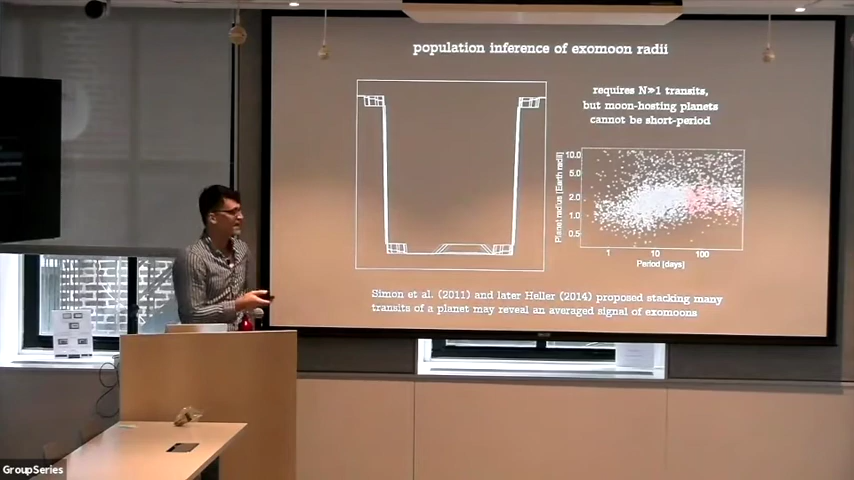 population inference of exomoon radii
requires N≫1 transits,
but moon-hosting planets
cannot be short-period
Planet radius [Earth radii]
10.0
5.0
2.0
1.0
0.5
1
10
100
Period [days]
Simon et al. (2011) and later Heller (2014) proposed stacking many
transits of a planet may reveal an averaged signal of exomoons
GroupSeries